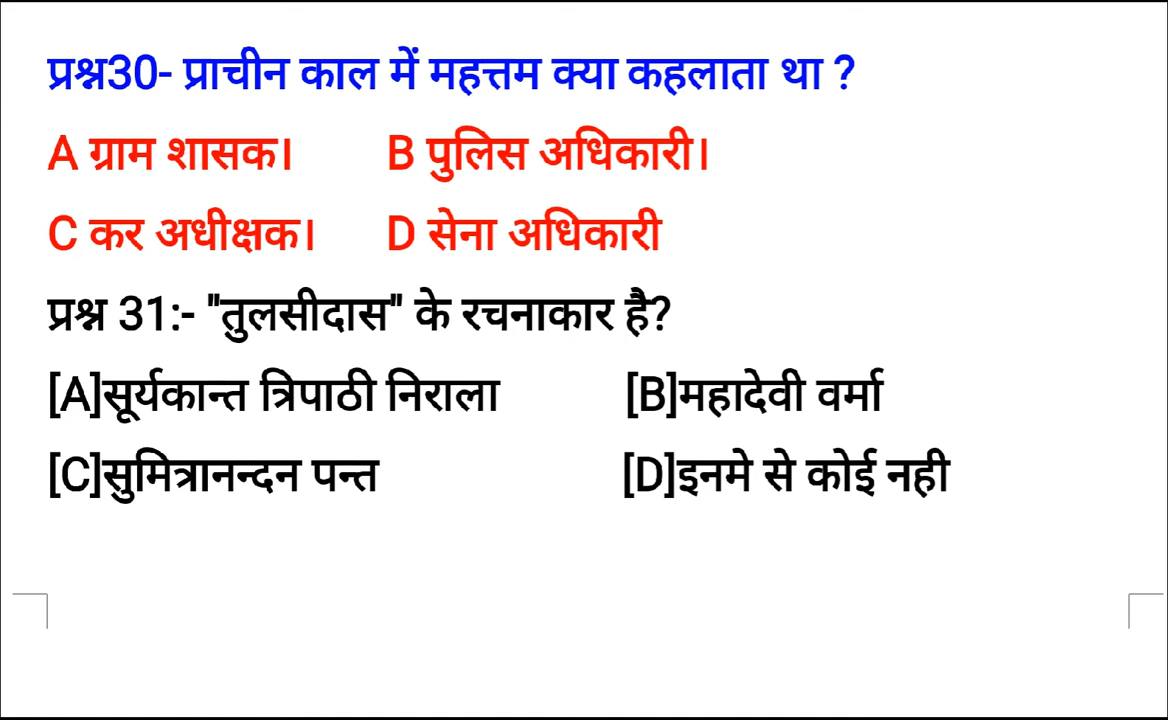 प्रश्न30- प्राचीन काल में महत्तम क्या कहलाता था ?
A ग्राम शासक। B पुलिस अधिकारी।
C कर अधीक्षक। D सेना अधिकारी
प्रश्न 31:- "तुलसीदास" के रचनाकार है?
[A]सूर्यकान्त त्रिपाठी निराला [B]महादेवी वर्मा
[C]सुमित्रानन्दन पन्त [D]इनमे से कोई नही